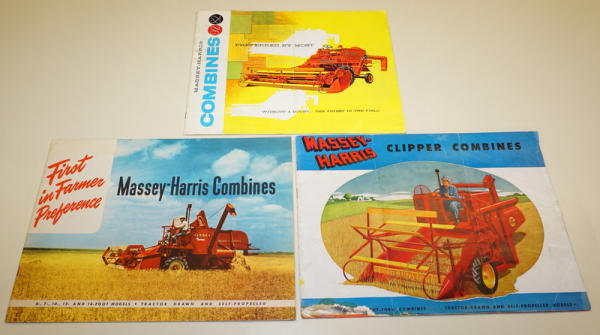 MASSEY-HARRIS
COMBINES
PREFERRED BY MOST
WITHOUT A DOUBT THE FINEST IN THE FIELD
First
in Farmer
Preference
Massey-Harris Combines
6-, 7-, 10-, 12- AND 14-FOOT MODELS • TRACTOR DRAWN AND SELF-PROPELLED
MASSEY-
HARRIS
CLIPPER COMBINES
COMBINES TRACTOR-DRAWN AND SELF-PROPELLED MODELS